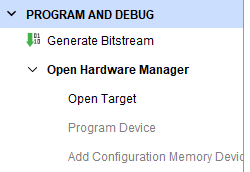 PROGRAM AND DEBUG
Generate Bitstream
Open Hardware Manager
Open Target
Program Device
Add Configuration Memory Devic